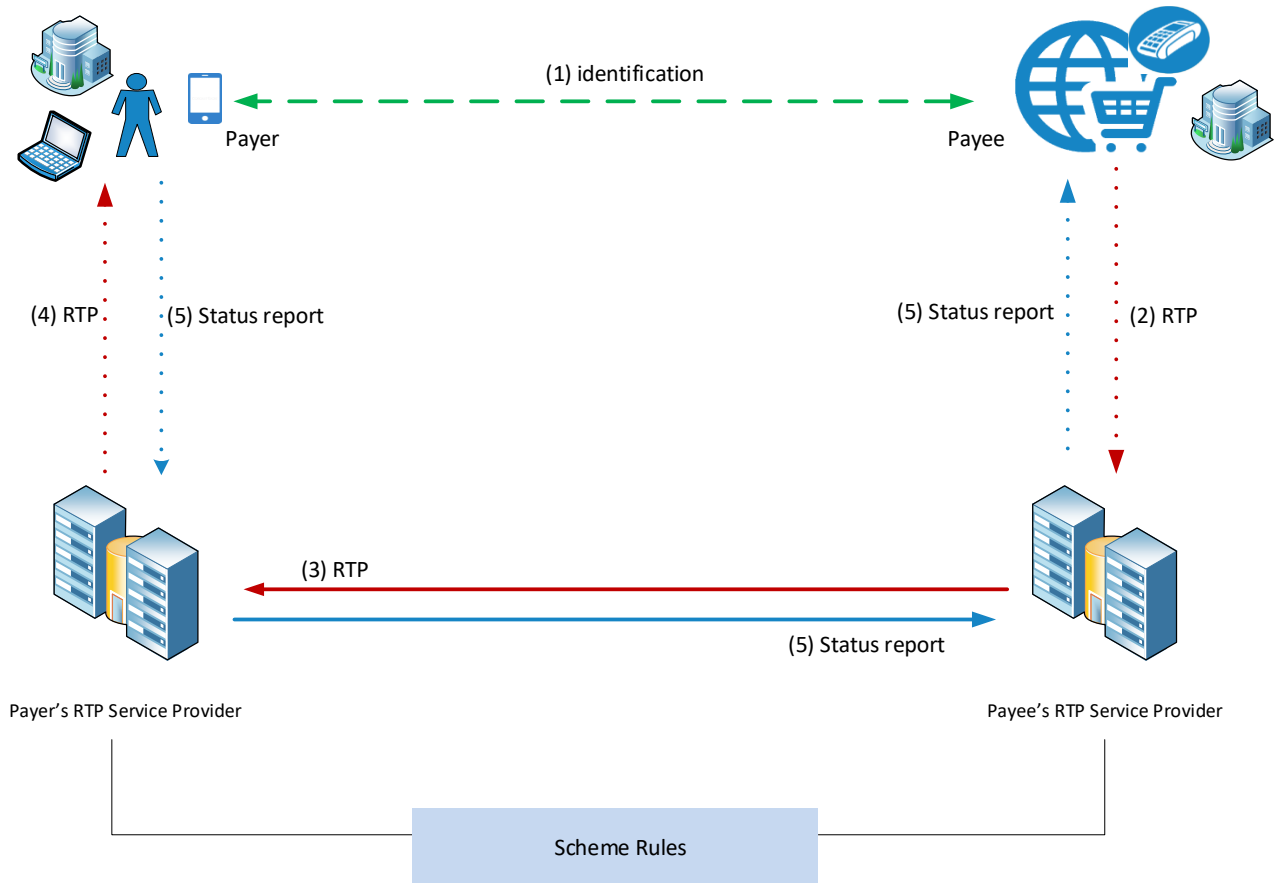 (1) identification
Payer
Payee
(4) RTP
(5) Status report
(5) Status report
(2) RTP
(3) RTP
(5) Status report
Payer’s RTP Service Provider
Payee’s RTP Service Provider
Scheme Rules